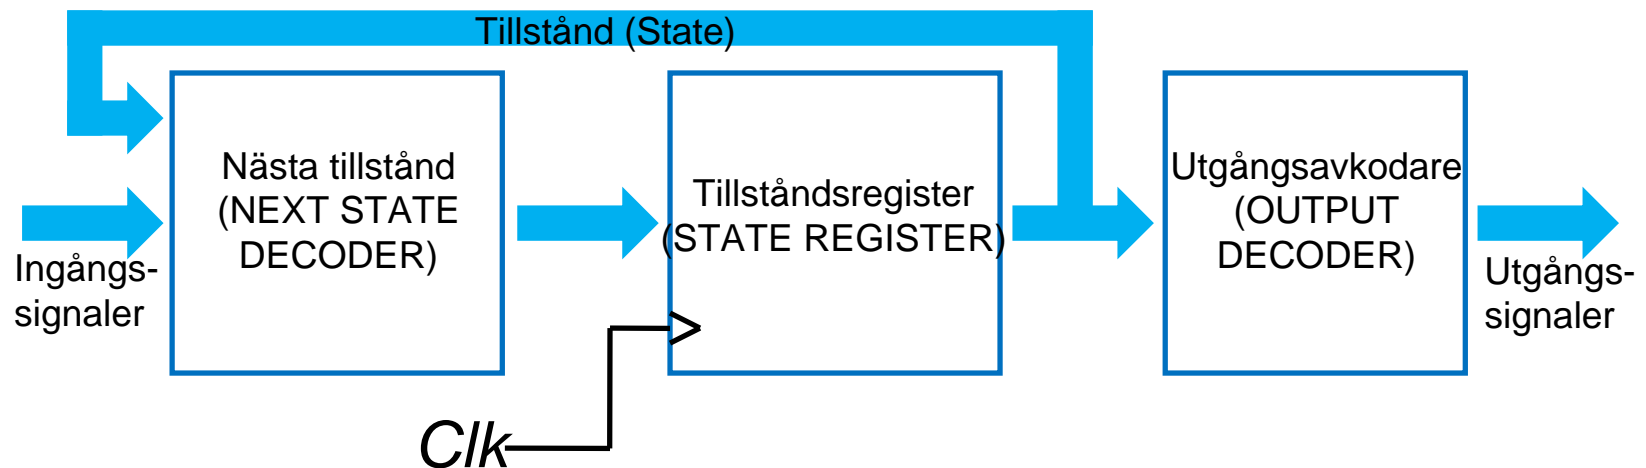 Tillstånd (State)
Nästa tillstånd
(NEXT STATE
DECODER)
Tillståndsregister
(STATE REGISTER)
Utgångsavkodare
(OUTPUT
DECODER)
Ingångs-
signaler
Utgångs-
signaler
Clk